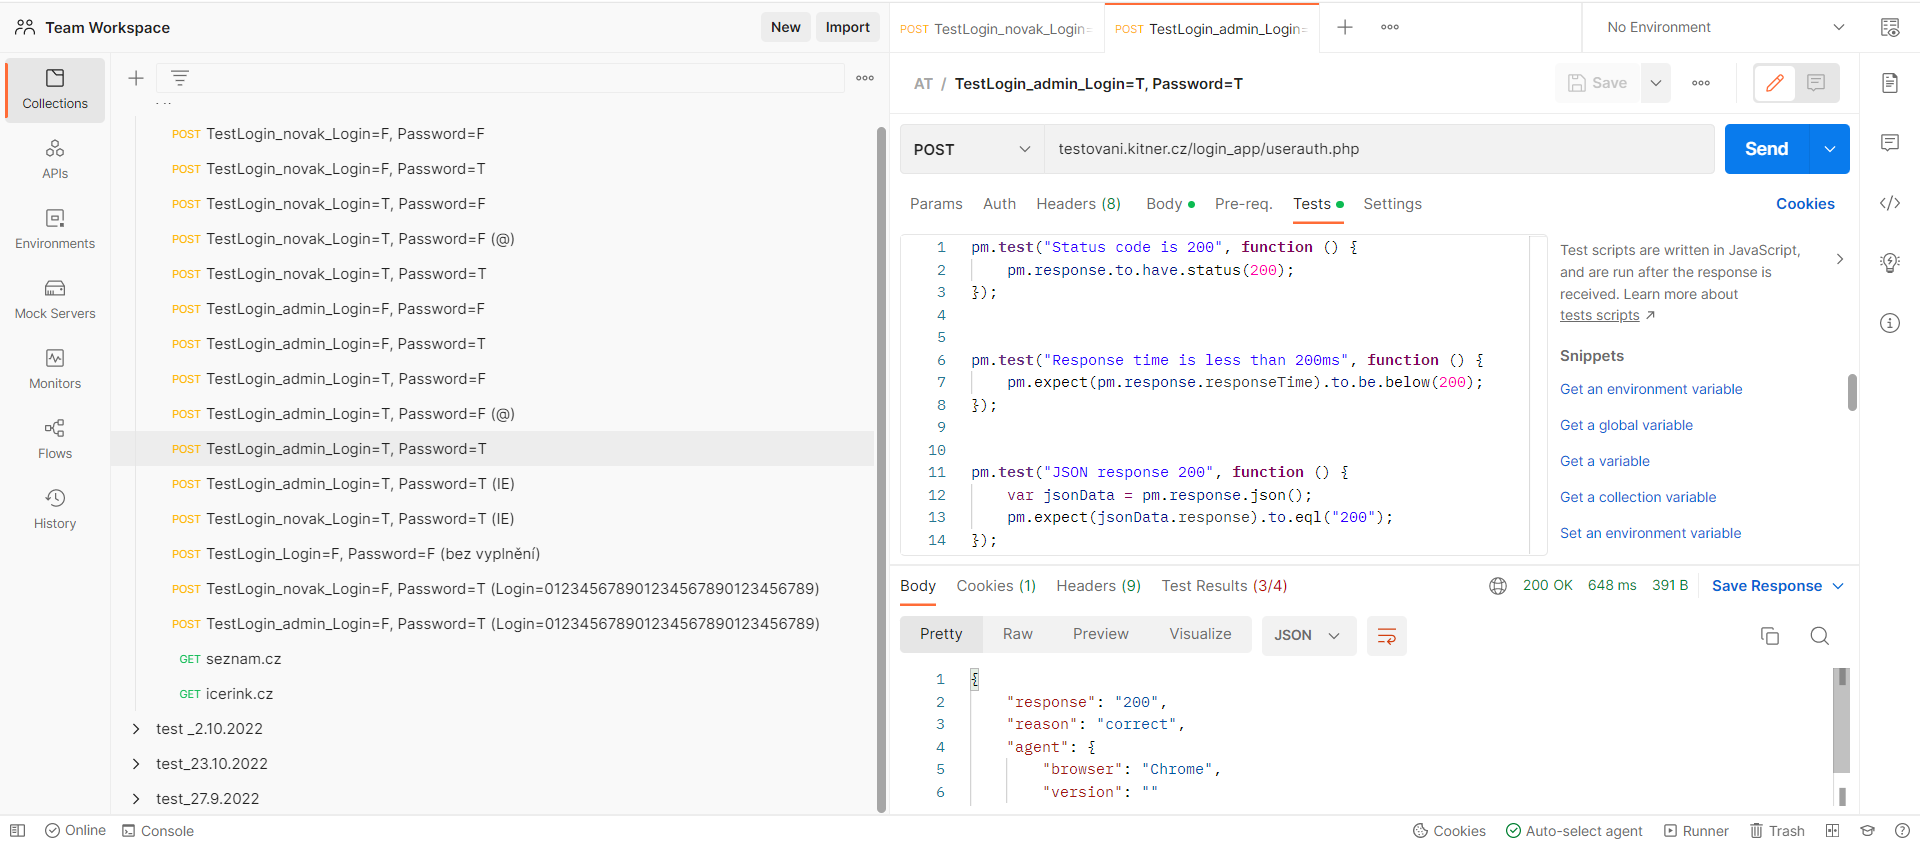 Team Workspace
New
Import
Collections
APIs
Environments
Mock Servers
Monitors
Flows
History
POST TestLogin_novak_Login=F, Password=F
POST TestLogin_novak_Login=F, Password=T
POST TestLogin_novak_Login=T, Password=F
POST TestLogin_novak_Login=T, Password=F (@)
POST TestLogin_novak_Login=T, Password=T
POST TestLogin_admin_Login=F, Password=F
POST TestLogin_admin_Login=F, Password=T
POST TestLogin_admin_Login=T, Password=F
POST TestLogin_admin_Login=T, Password=F (@)
POST TestLogin_admin_Login=T, Password=T
POST TestLogin_admin_Login=T, Password=T (IE)
POST TestLogin_novak_Login=T, Password=T (IE)
POST TestLogin_Login=F, Password=F (bez vyplnění)
POST TestLogin_novak_Login=F, Password=T (Login=012345678901234567890123456789)
POST TestLogin_admin_Login=F, Password=T (Login=012345678901234567890123456789)
GET seznam.cz
GET icerink.cz
test _2.10.2022
test_23.10.2022
test_27.9.2022
POST TestLogin_novak_Login=
POST TestLogin_admin_Login=
No Environment
AT / TestLogin_admin_Login=T, Password=T
Save
POST
testovani.kitner.cz/login_app/userauth.php
Send
Params Auth Headers (8) Body Pre-req. Tests Settings
Cookies
1 pm.test("Status code is 200", function () {
2 pm.response.to.have.status(200);
3 });
4
5
6 pm.test("Response time is less than 200ms", function () {
7 pm.expect(pm.response.responseTime).to.be.below(200);
8 });
9
10
11 pm.test("JSON response 200", function () {
12 var jsonData = pm.response.json();
13 pm.expect(jsonData.response).to.eql("200");
14 });
Test scripts are written in JavaScript,
and are run after the response is
received. Learn more about
tests scripts
Snippets
Get an environment variable
Get a global variable
Get a variable
Get a collection variable
Set an environment variable
Body Cookies (1) Headers (9) Test Results (3/4)
200 OK 648 ms 391 B Save Response
Pretty Raw Preview Visualize JSON
1 {
2 "response": "200",
3 "reason": "correct",
4 "agent": {
5 "browser": "Chrome",
6 "version": ""
Online Console
Cookies Auto-select agent Runner Trash